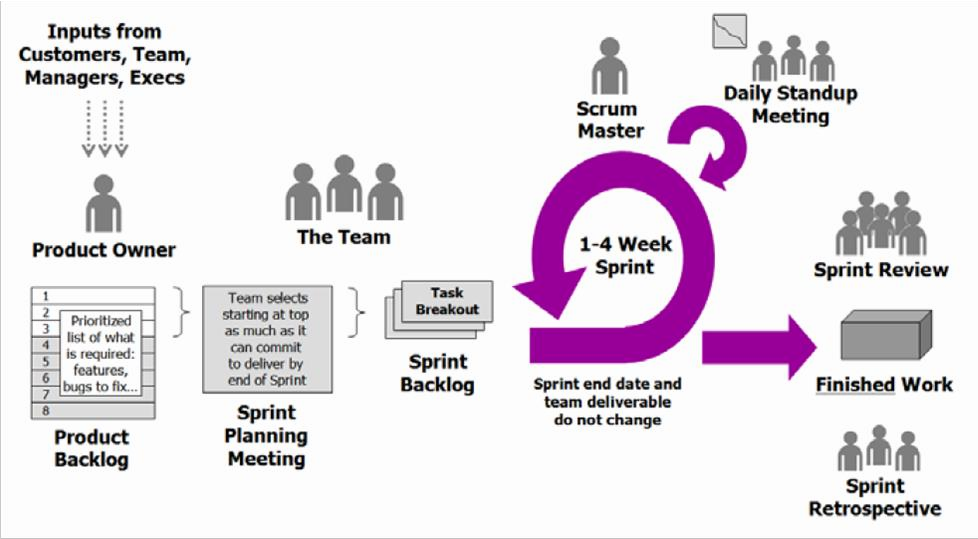 Inputs from
Customers, Team,
Managers, Execs
Product Owner
1
2
3
4
5
6
7
8
Prioritized
list of what
is required:
features,
bugs to fix...
Product
Backlog
The Team
Team selects
starting at top
as much as it
can commit
to deliver by
end of Sprint
Sprint
Planning
Meeting
Task
Breakout
Sprint
Backlog
Scrum
Master
Daily Standup
Meeting
1-4 Week
Sprint
Sprint end date and
team deliverable
do not change
Sprint Review
Finished Work
Sprint
Retrospective